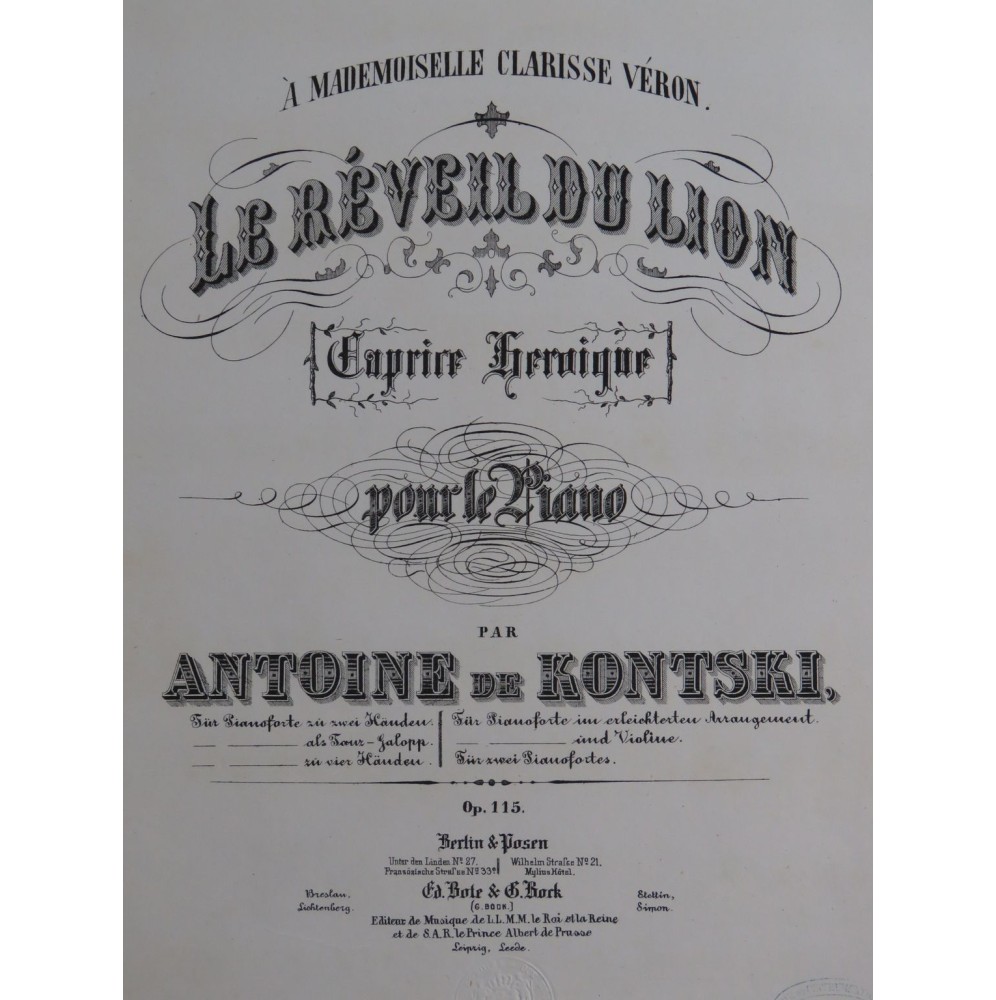 À MADEMOISELLE CLARISSE VÉRON.
LE RÉVEIL DU LION
Caprice Heroique
pour le Piano
PAR
ANTOINE DE KONTSKI,
Für Pianoforte zu zwei Händen.
— — als Tanz-Galopp.
— — zu vier Händen.
Für Pianoforte im erleichterten Arrangement.
— — und Violine.
Für zwei Pianofortes.
Op. 115.
Berlin & Posen
Unter den Linden No 27.
Französische Straſse No 33e
Wilhelm Straſse No 21,
Mylius Hôtel.
Ed. Bote & G. Bock
(G. BOCK.)
Breslau,
Lichtenberg.
Stettin,
Simon.
Editeur de Musique de L.L.M.M. le Roi et la Reine
et de S.A.R. le Prince Albert de Prusse
Leipzig, Leede.